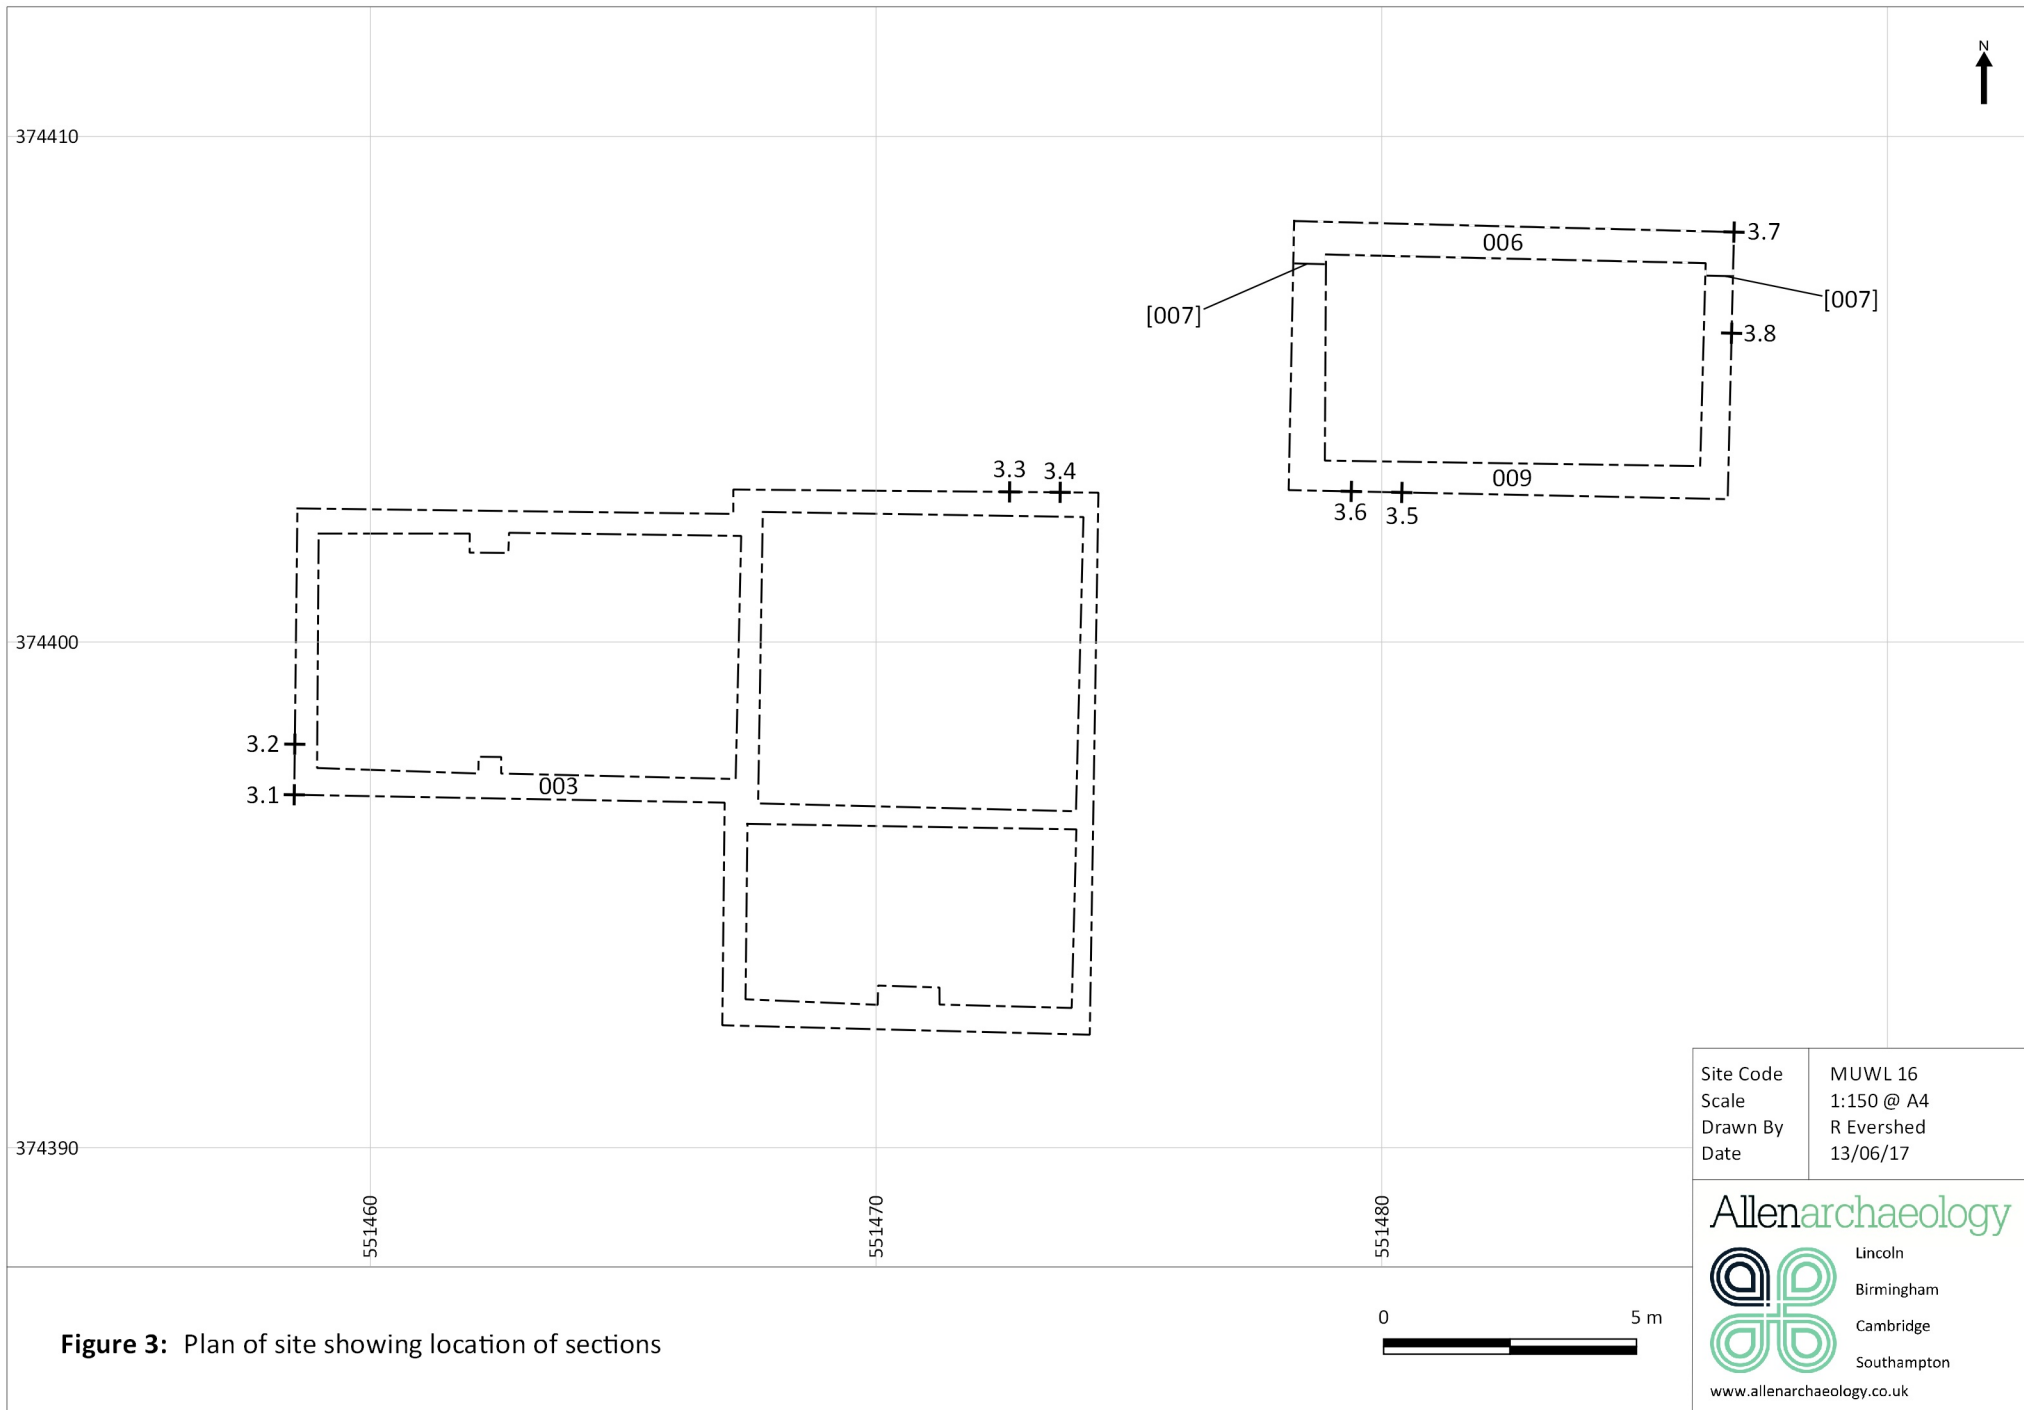 N
374410
006
3.7
[007]
[007]
3.8
3.3 3.4
009
3.6 3.5
374400
3.2
003
3.1
374390
551460
551470
551480
Site Code MUWL 16
Scale 1:150 @ A4
Drawn By R Evershed
Date 13/06/17
Allenarchaeology
Lincoln
Birmingham
Cambridge
Southampton
www.allenarchaeology.co.uk
0 5 m
Figure 3: Plan of site showing location of sections